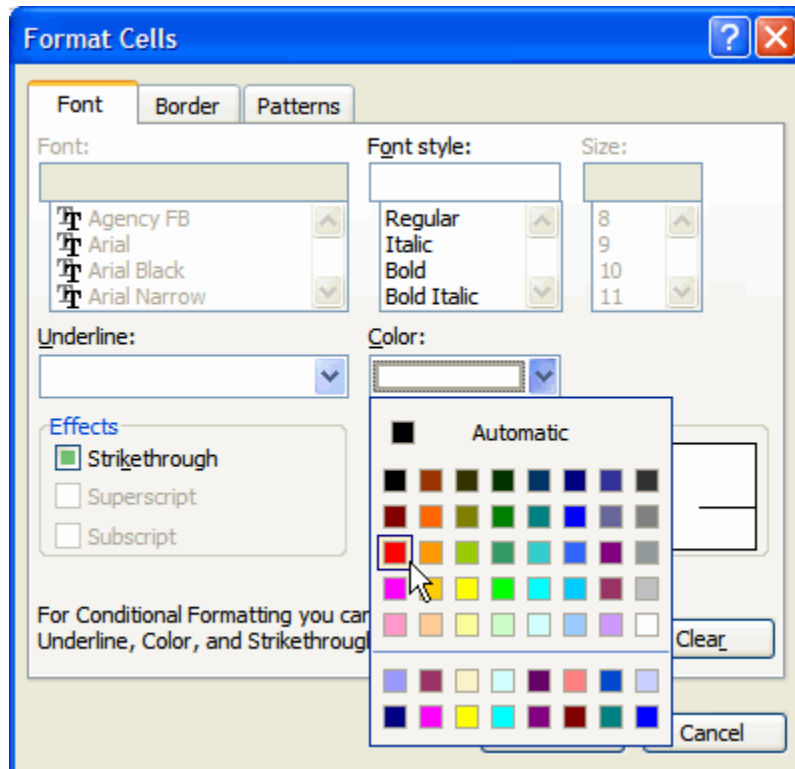 Format Cells
Font Border Patterns
Font: Font style: Size:
Agency FB Regular 8
Arial Italic 9
Arial Black Bold 10
Arial Narrow Bold Italic 11
Underline: Color:
Effects Automatic
Strikethrough
Superscript
Subscript
For Conditional Formatting you
Underline, Color, and
Clear
Cancel